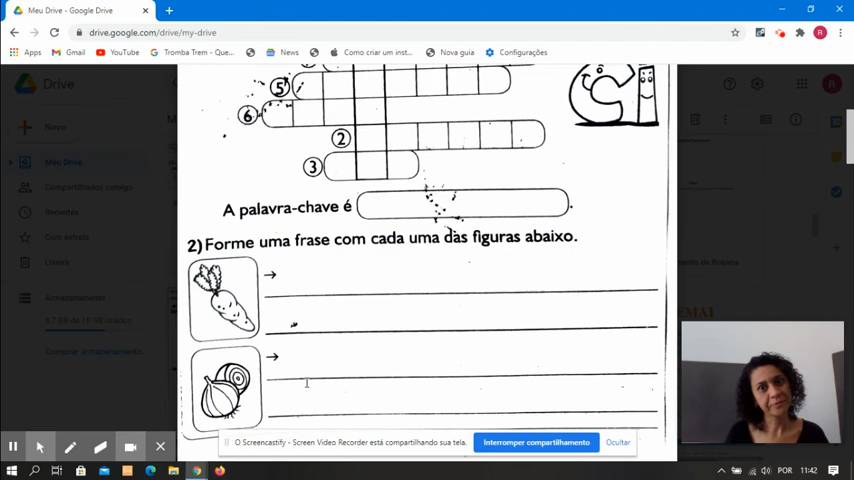 Meu Drive - Google Drive
drive.google.com/drive/my-drive
R
Apps Gmail YouTube Tromba Trem - Google... News Como criar um inst... Nova guia Configurações
Drive
Novo
Meu Drive
Compartilhados comigo
Recentes
Com estrela
Lixeira
Armazenamento
Comprar armazenamento
5
6
2
3
A palavra-chave é .
2) Forme uma frase com cada uma das figuras abaixo.
O Screencastify - Screen Video Recorder está compartilhando sua tela. Interromper compartilhamento Ocultar
POR 11:42